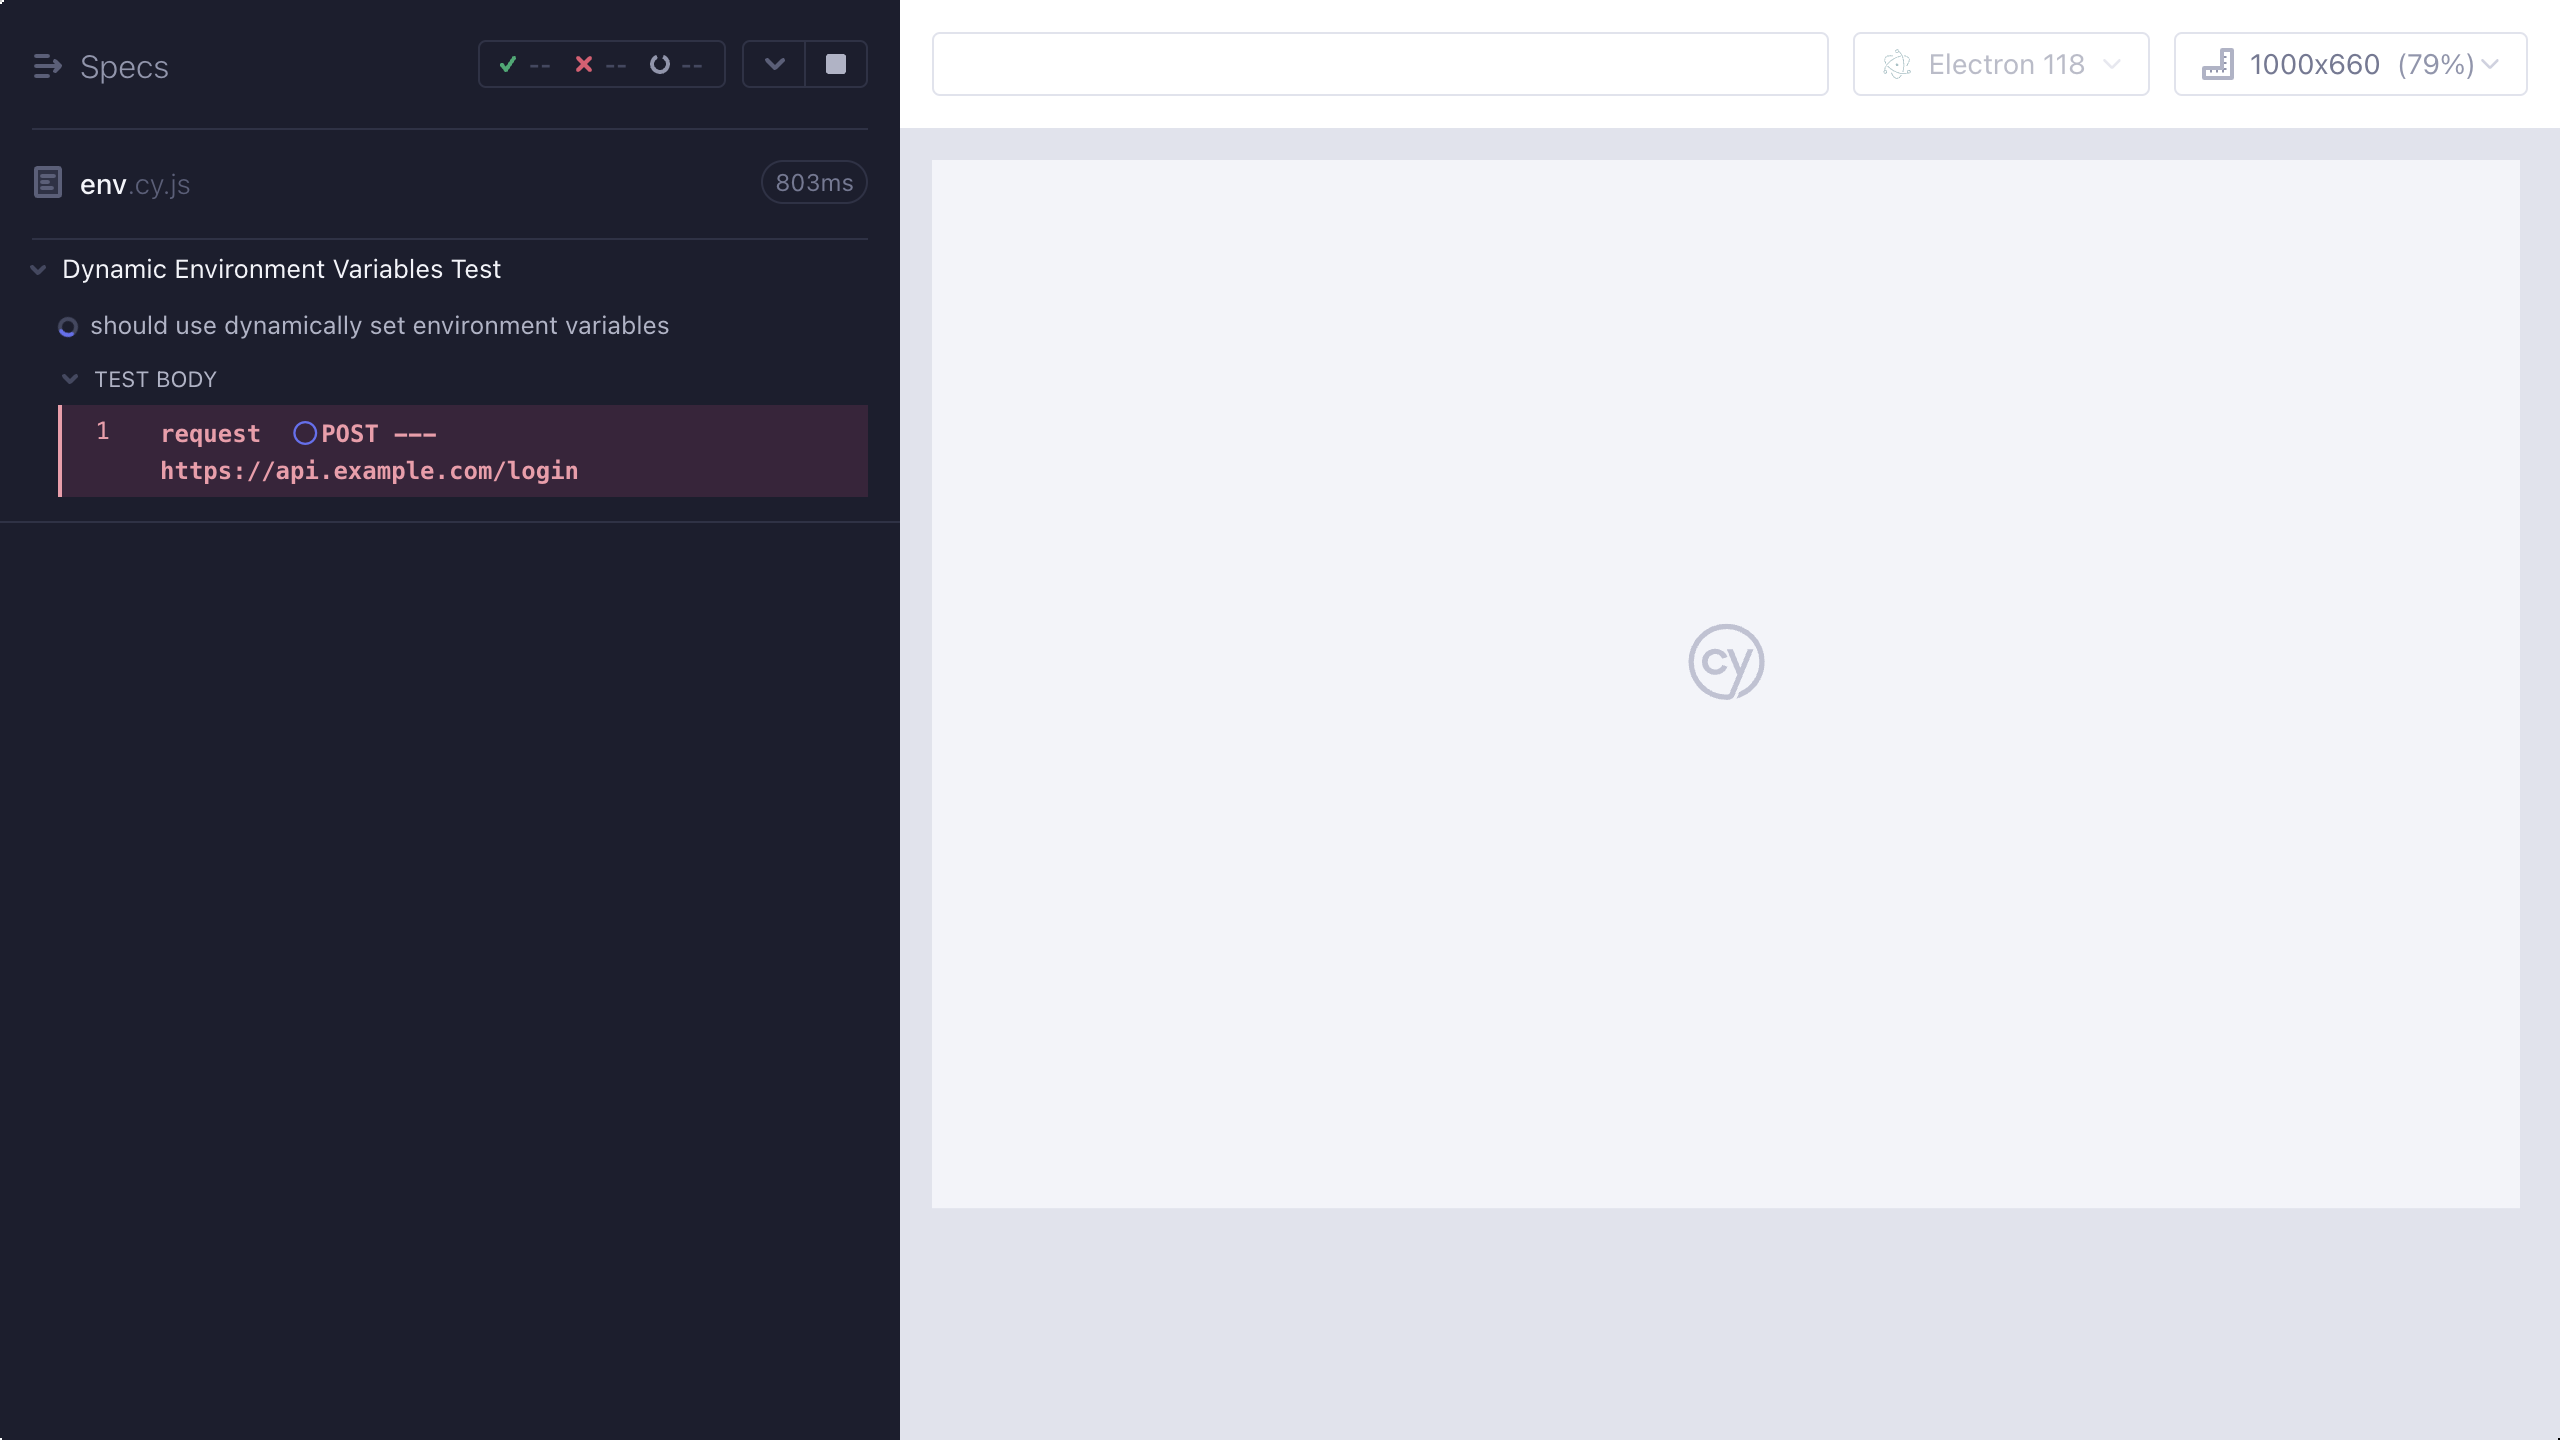 Specs
-- -- --
env.cy.js
803ms
Dynamic Environment Variables Test
should use dynamically set environment variables
TEST BODY
1 request POST ---
https://api.example.com/login
Electron 118
1000x660 (79%)
cy